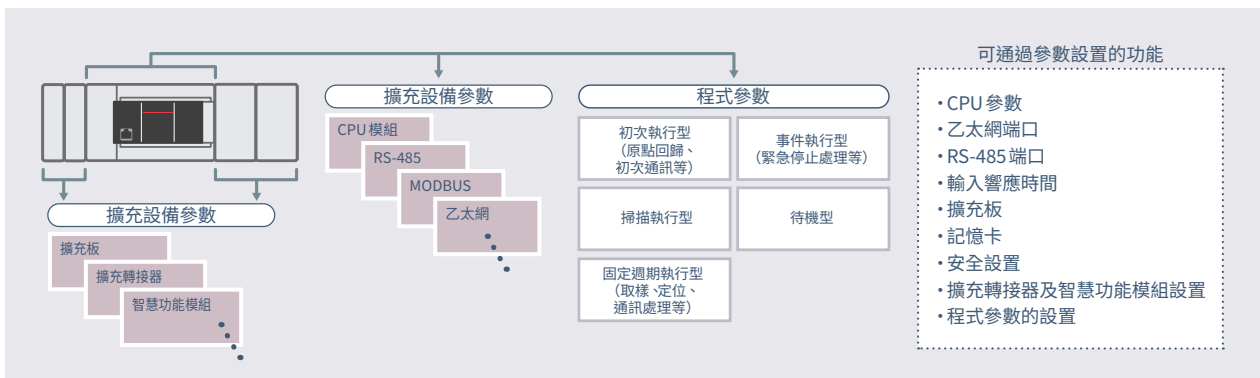 擴充設備參數
擴充板
擴充轉接器
智慧功能模組
擴充設備參數
CPU模組
RS-485
MODBUS
乙太網
程式參數
初次執行型
（原點回歸、
初次通訊等）
事件執行型
（緊急停止處理等）
掃描執行型
待機型
固定週期執行型
（取樣、定位、
通訊處理等）
可通過參數設置的功能
・CPU參數
・乙太網端口
・RS-485端口
・輸入響應時間
・擴充板
・記憶卡
・安全設置
・擴充轉接器及智慧功能模組設置
・程式參數的設置